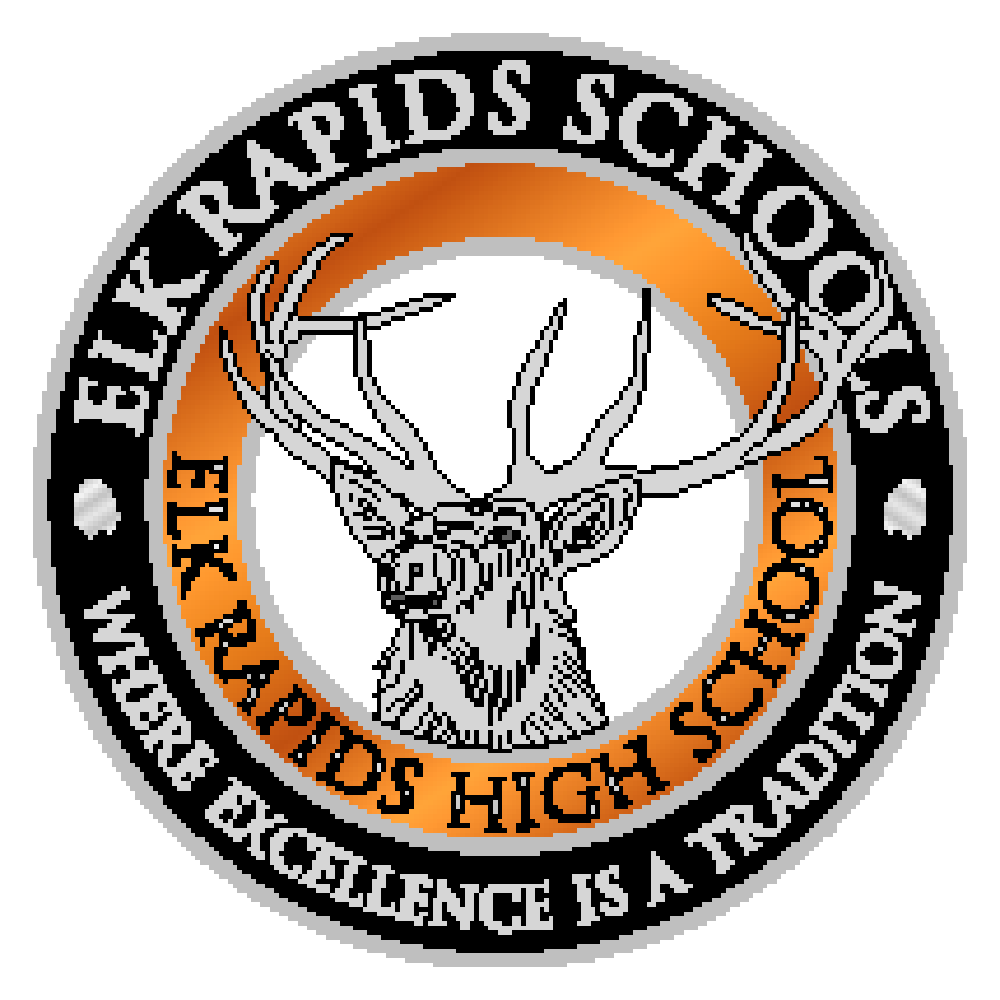 ELK RAPIDS SCHOOLS
ELK RAPIDS HIGH SCHOOL
WHERE EXCELLENCE IS A TRADITION